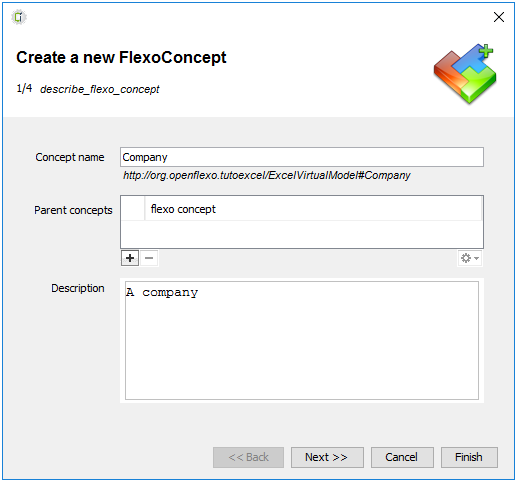 Create a new FlexoConcept
1/4 describe_flexo_concept
Concept name Company
http://org.openflexo.tutoexcel/ExcelVirtualModel#Company
Parent concepts flexo concept
Description A company
<< Back Next >> Cancel Finish